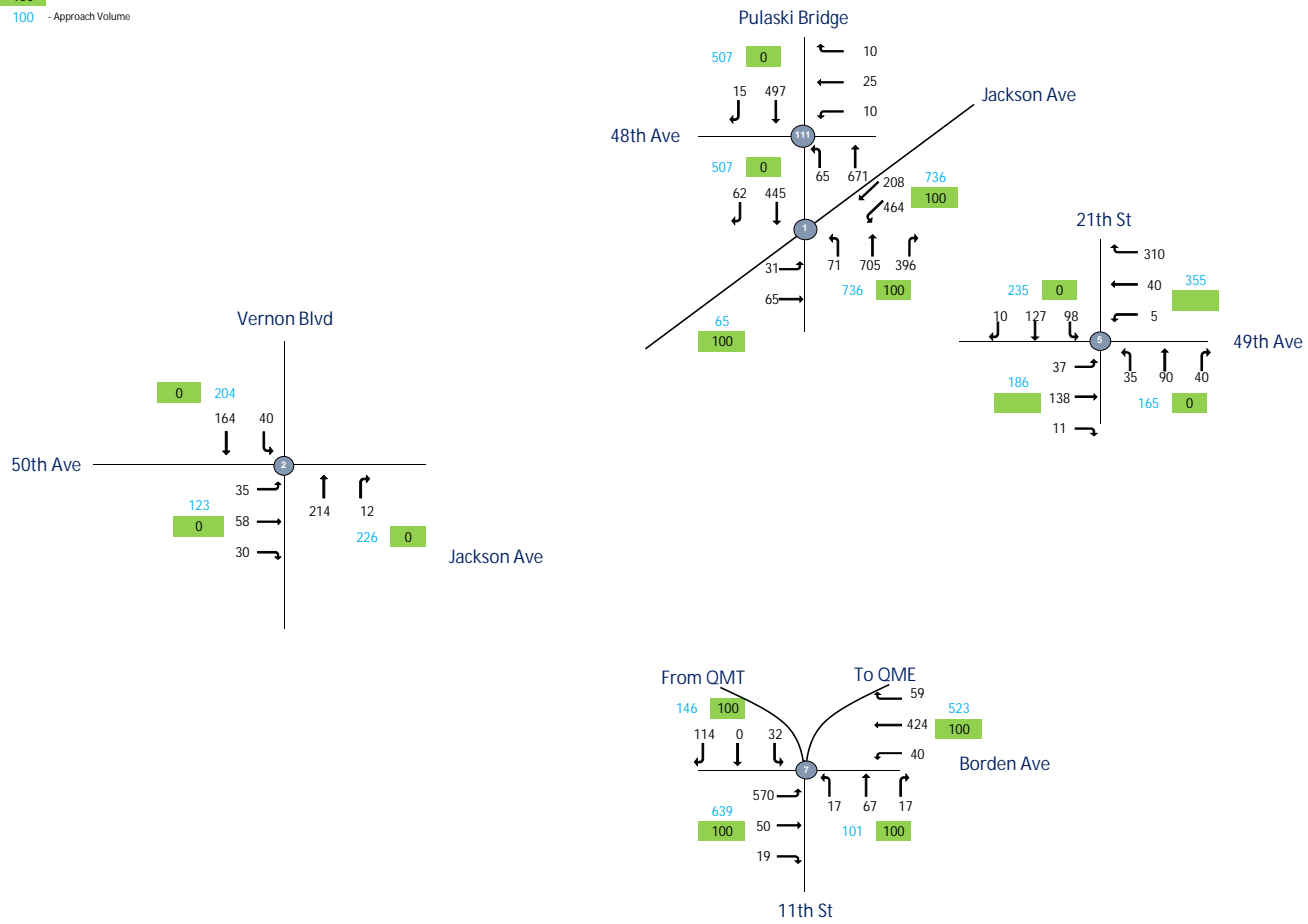 100 - Approach Volume
Pulaski Bridge
507 0
10
25
10
15 497
48th Ave
111
Jackson Ave
507 0
65 671
62 445
208
464
736
100
1
71 705 396
736 100
31
65
65
100
21th St
310
40
5
355
235 0
10 127 98
5
49th Ave
37
138
11
186
35 90 40
165 0
Vernon Blvd
0 204
164 40
50th Ave
2
35
58
30
123
0
214 12
226 0
Jackson Ave
From QMT
To QME
146 100
114 0 32
59
424
40
523
100
Borden Ave
7
570
50
19
639
100
17 67 17
101 100
11th St